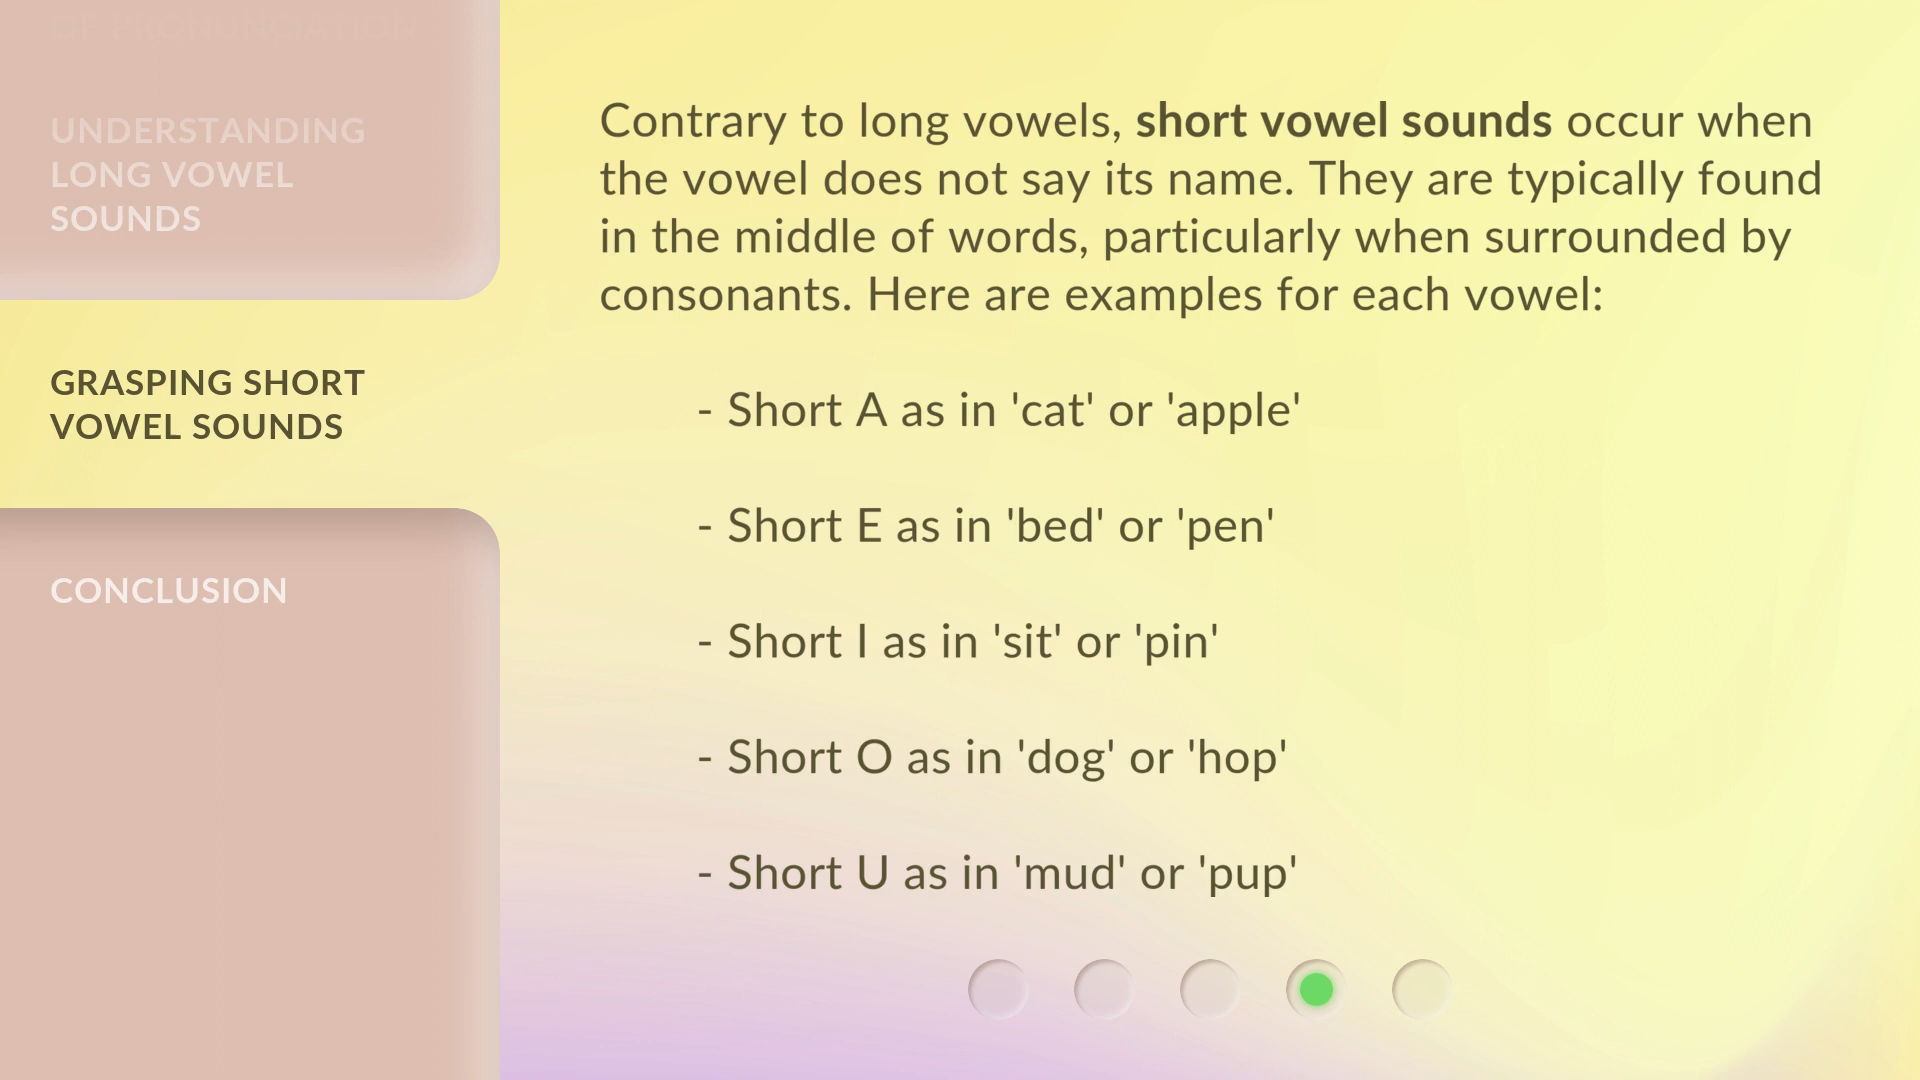 OF PRONUNCIATION
UNDERSTANDING
LONG VOWEL
SOUNDS
GRASPING SHORT
VOWEL SOUNDS
CONCLUSION
Contrary to long vowels, short vowel sounds occur when
the vowel does not say its name. They are typically found
in the middle of words, particularly when surrounded by
consonants. Here are examples for each vowel:
- Short A as in 'cat' or 'apple'
- Short E as in 'bed' or 'pen'
- Short I as in 'sit' or 'pin'
- Short O as in 'dog' or 'hop'
- Short U as in 'mud' or 'pup'